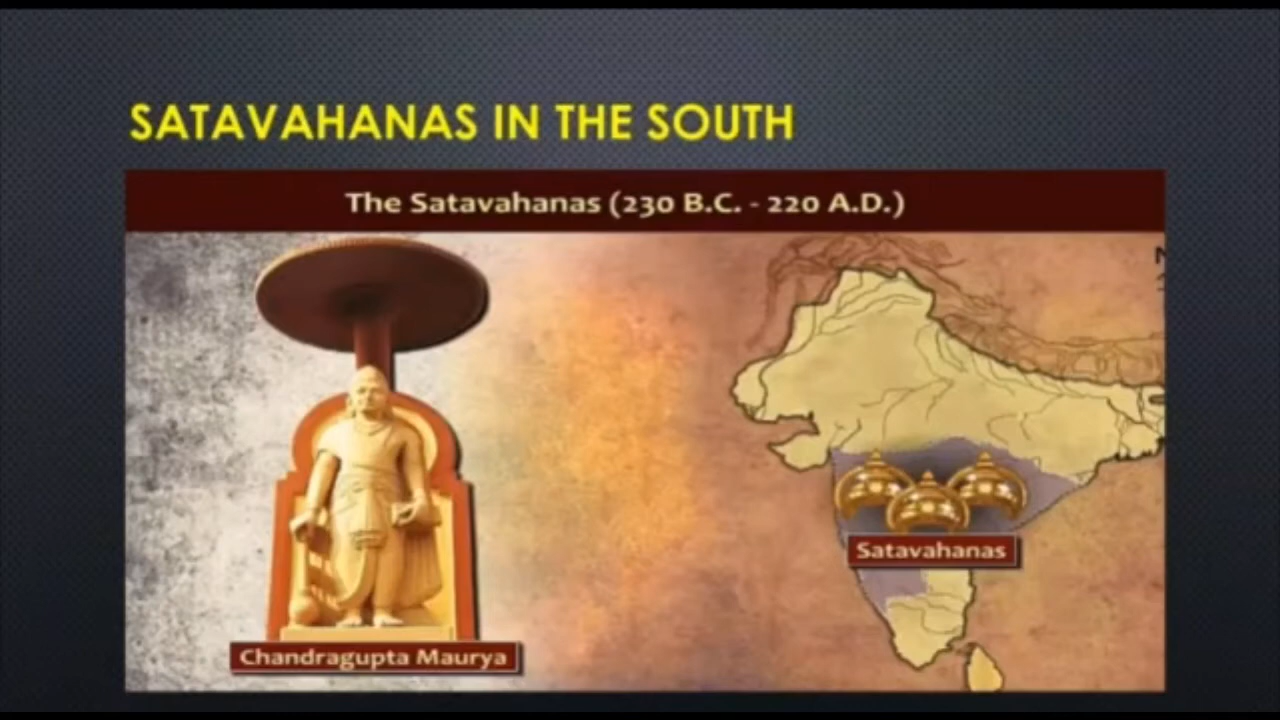 SATAVAHANAS IN THE SOUTH
The Satavahanas (230 B.C. - 220 A.D.)
Satavahanas
Chandragupta Maurya